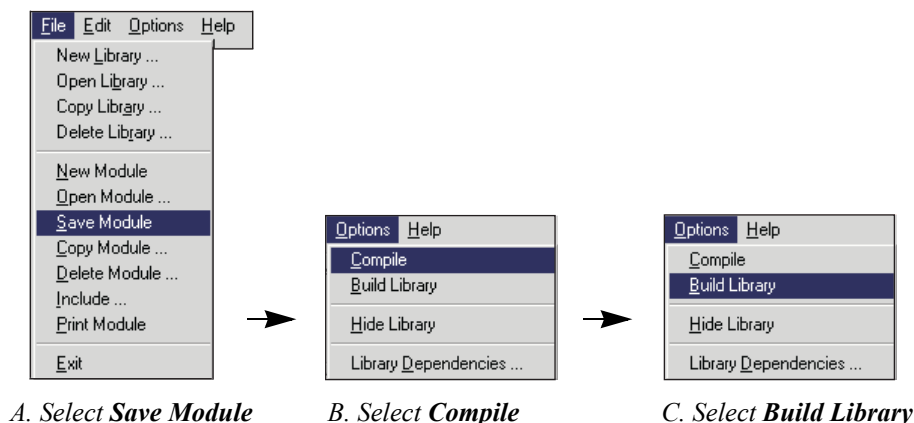 File Edit Options Help
New Library ...
Open Library ...
Copy Library ...
Delete Library ...
New Module
Open Module ...
Save Module
Copy Module ...
Delete Module ...
Include ...
Print Module
Exit
A. Select Save Module
Options Help
Compile
Build Library
Hide Library
Library Dependencies ...
B. Select Compile
Options Help
Compile
Build Library
Hide Library
Library Dependencies ...
C. Select Build Library